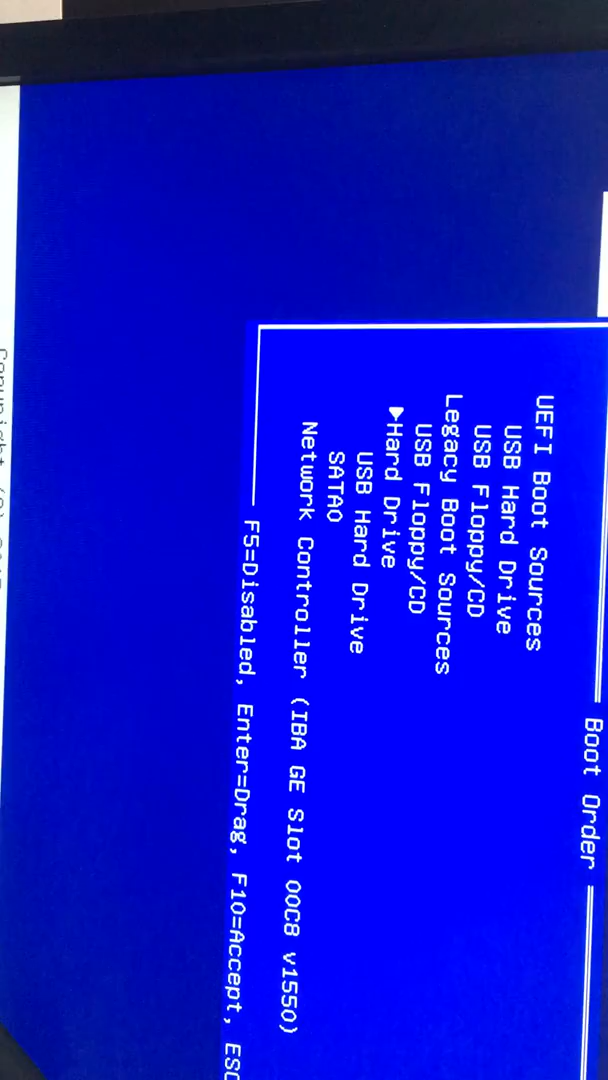 Boot Order
UEFI Boot Sources
USB Hard Drive
USB Floppy/CD
Legacy Boot Sources
USB Floppy/CD
▶Hard Drive
USB Hard Drive
SATA0
Network Controller (IBA GE Slot 00C8 v1550)
F5=Disabled, Enter=Drag, F10=Accept, ESC